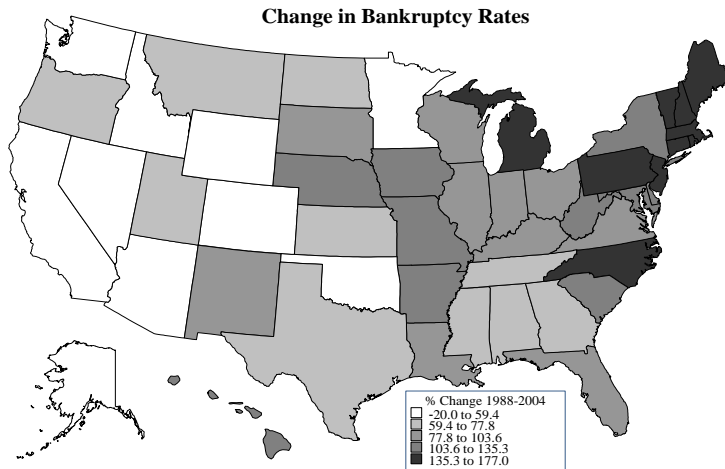 Change in Bankruptcy Rates
% Change 1988-2004
-20.0 to 59.4
59.4 to 77.8
77.8 to 103.6
103.6 to 135.3
135.3 to 177.0